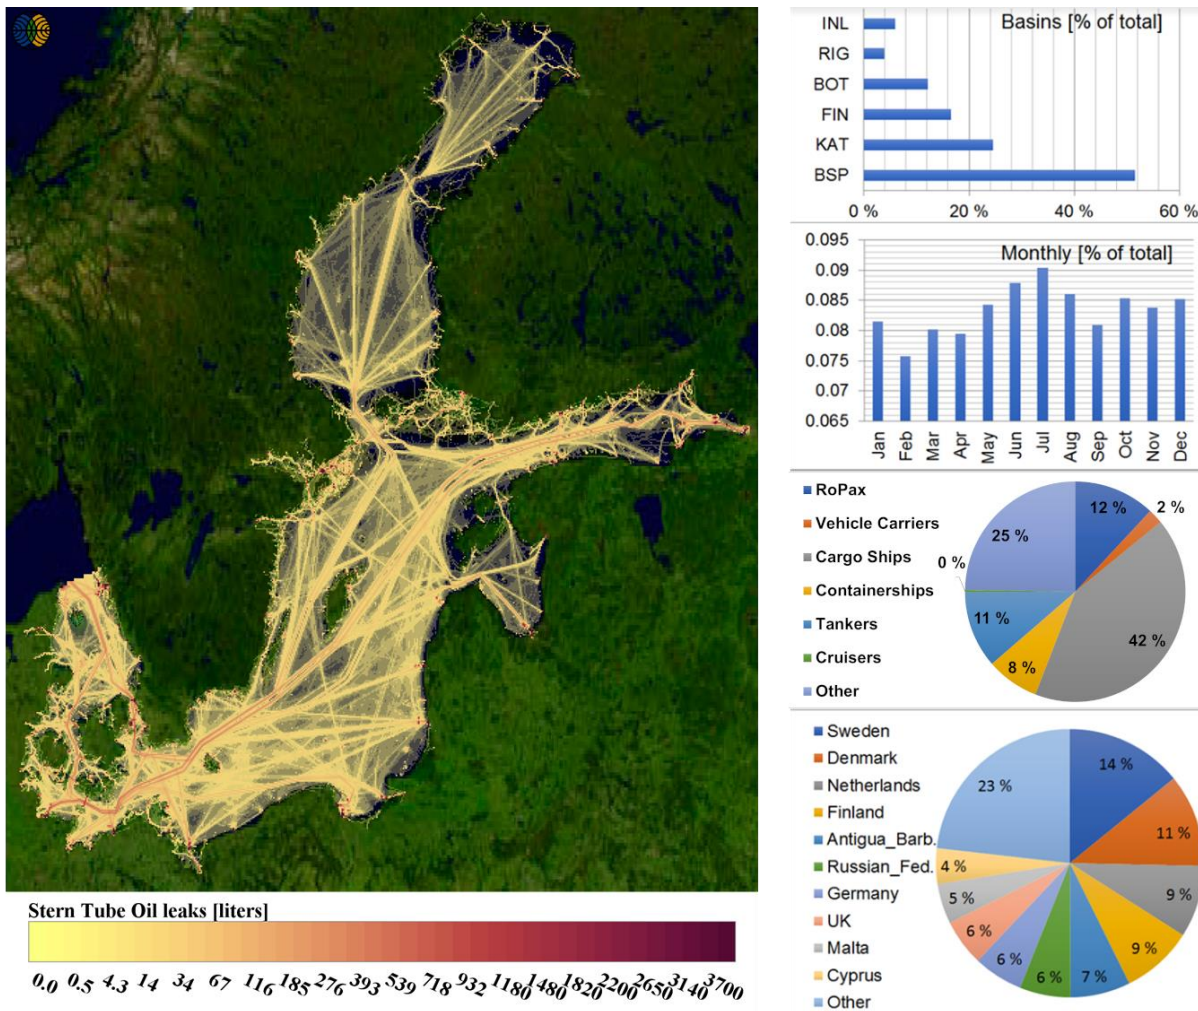 Stern Tube Oil leaks [liters]
0.0 0.5 4.3 14 34 67 116 185 276 393 539 718 932 1180 1480 1820 2200 2650 3140 3700
Basins [% of total]
INL
RIG
BOT
FIN
KAT
BSP
0 % 20 % 40 % 60 %
Monthly [% of total]
0.095
0.09
0.085
0.08
0.075
0.07
0.065
Jan Feb Mar Apr May Jun Jul Aug Sep Oct Nov Dec
RoPax
Vehicle Carriers
Cargo Ships
Containerships
Tankers
Cruisers
Other
12 %
2 %
42 %
8 %
11 %
0 %
25 %
Sweden
Denmark
Netherlands
Finland
Antigua_Barb.
Russian_Fed.
Germany
UK
Malta
Cyprus
Other
14 %
11 %
9 %
9 %
7 %
6 %
6 %
6 %
5 %
4 %
23 %